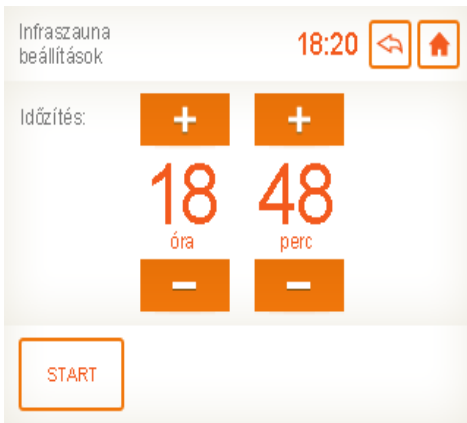 Infraszauna
beállítások
18:20
Időzítés:
+ +
18 48
óra perc
− −
START